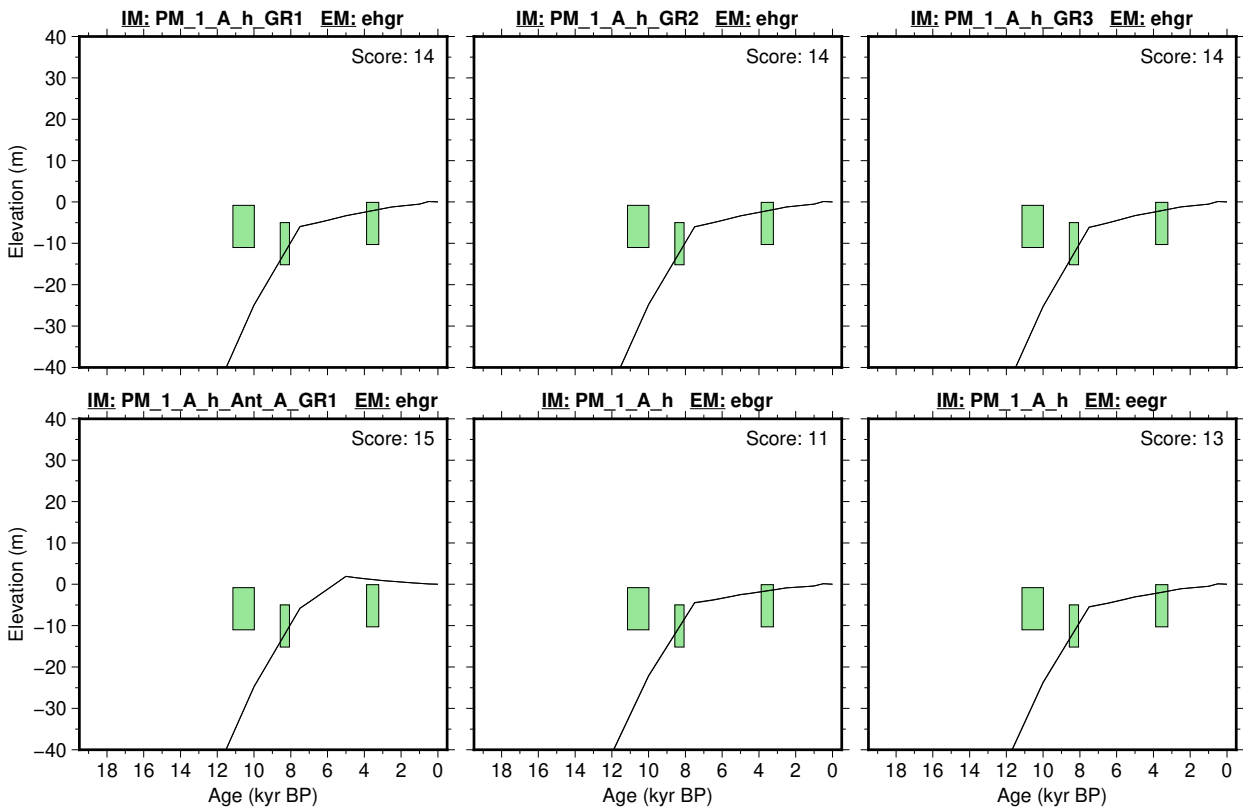 IM: PM_1_A_h_GR1 EM: ehgr
IM: PM_1_A_h_GR2 EM: ehgr
IM: PM_1_A_h_GR3 EM: ehgr
Score: 14
Score: 14
Score: 14
40
30
20
10
0
−10
−20
−30
−40
Elevation (m)
IM: PM_1_A_h_Ant_A_GR1 EM: ehgr
IM: PM_1_A_h EM: ebgr
IM: PM_1_A_h EM: eegr
Score: 15
Score: 11
Score: 13
40
30
20
10
0
−10
−20
−30
−40
Elevation (m)
18 16 14 12 10 8 6 4 2 0
18 16 14 12 10 8 6 4 2 0
18 16 14 12 10 8 6 4 2 0
Age (kyr BP)
Age (kyr BP)
Age (kyr BP)